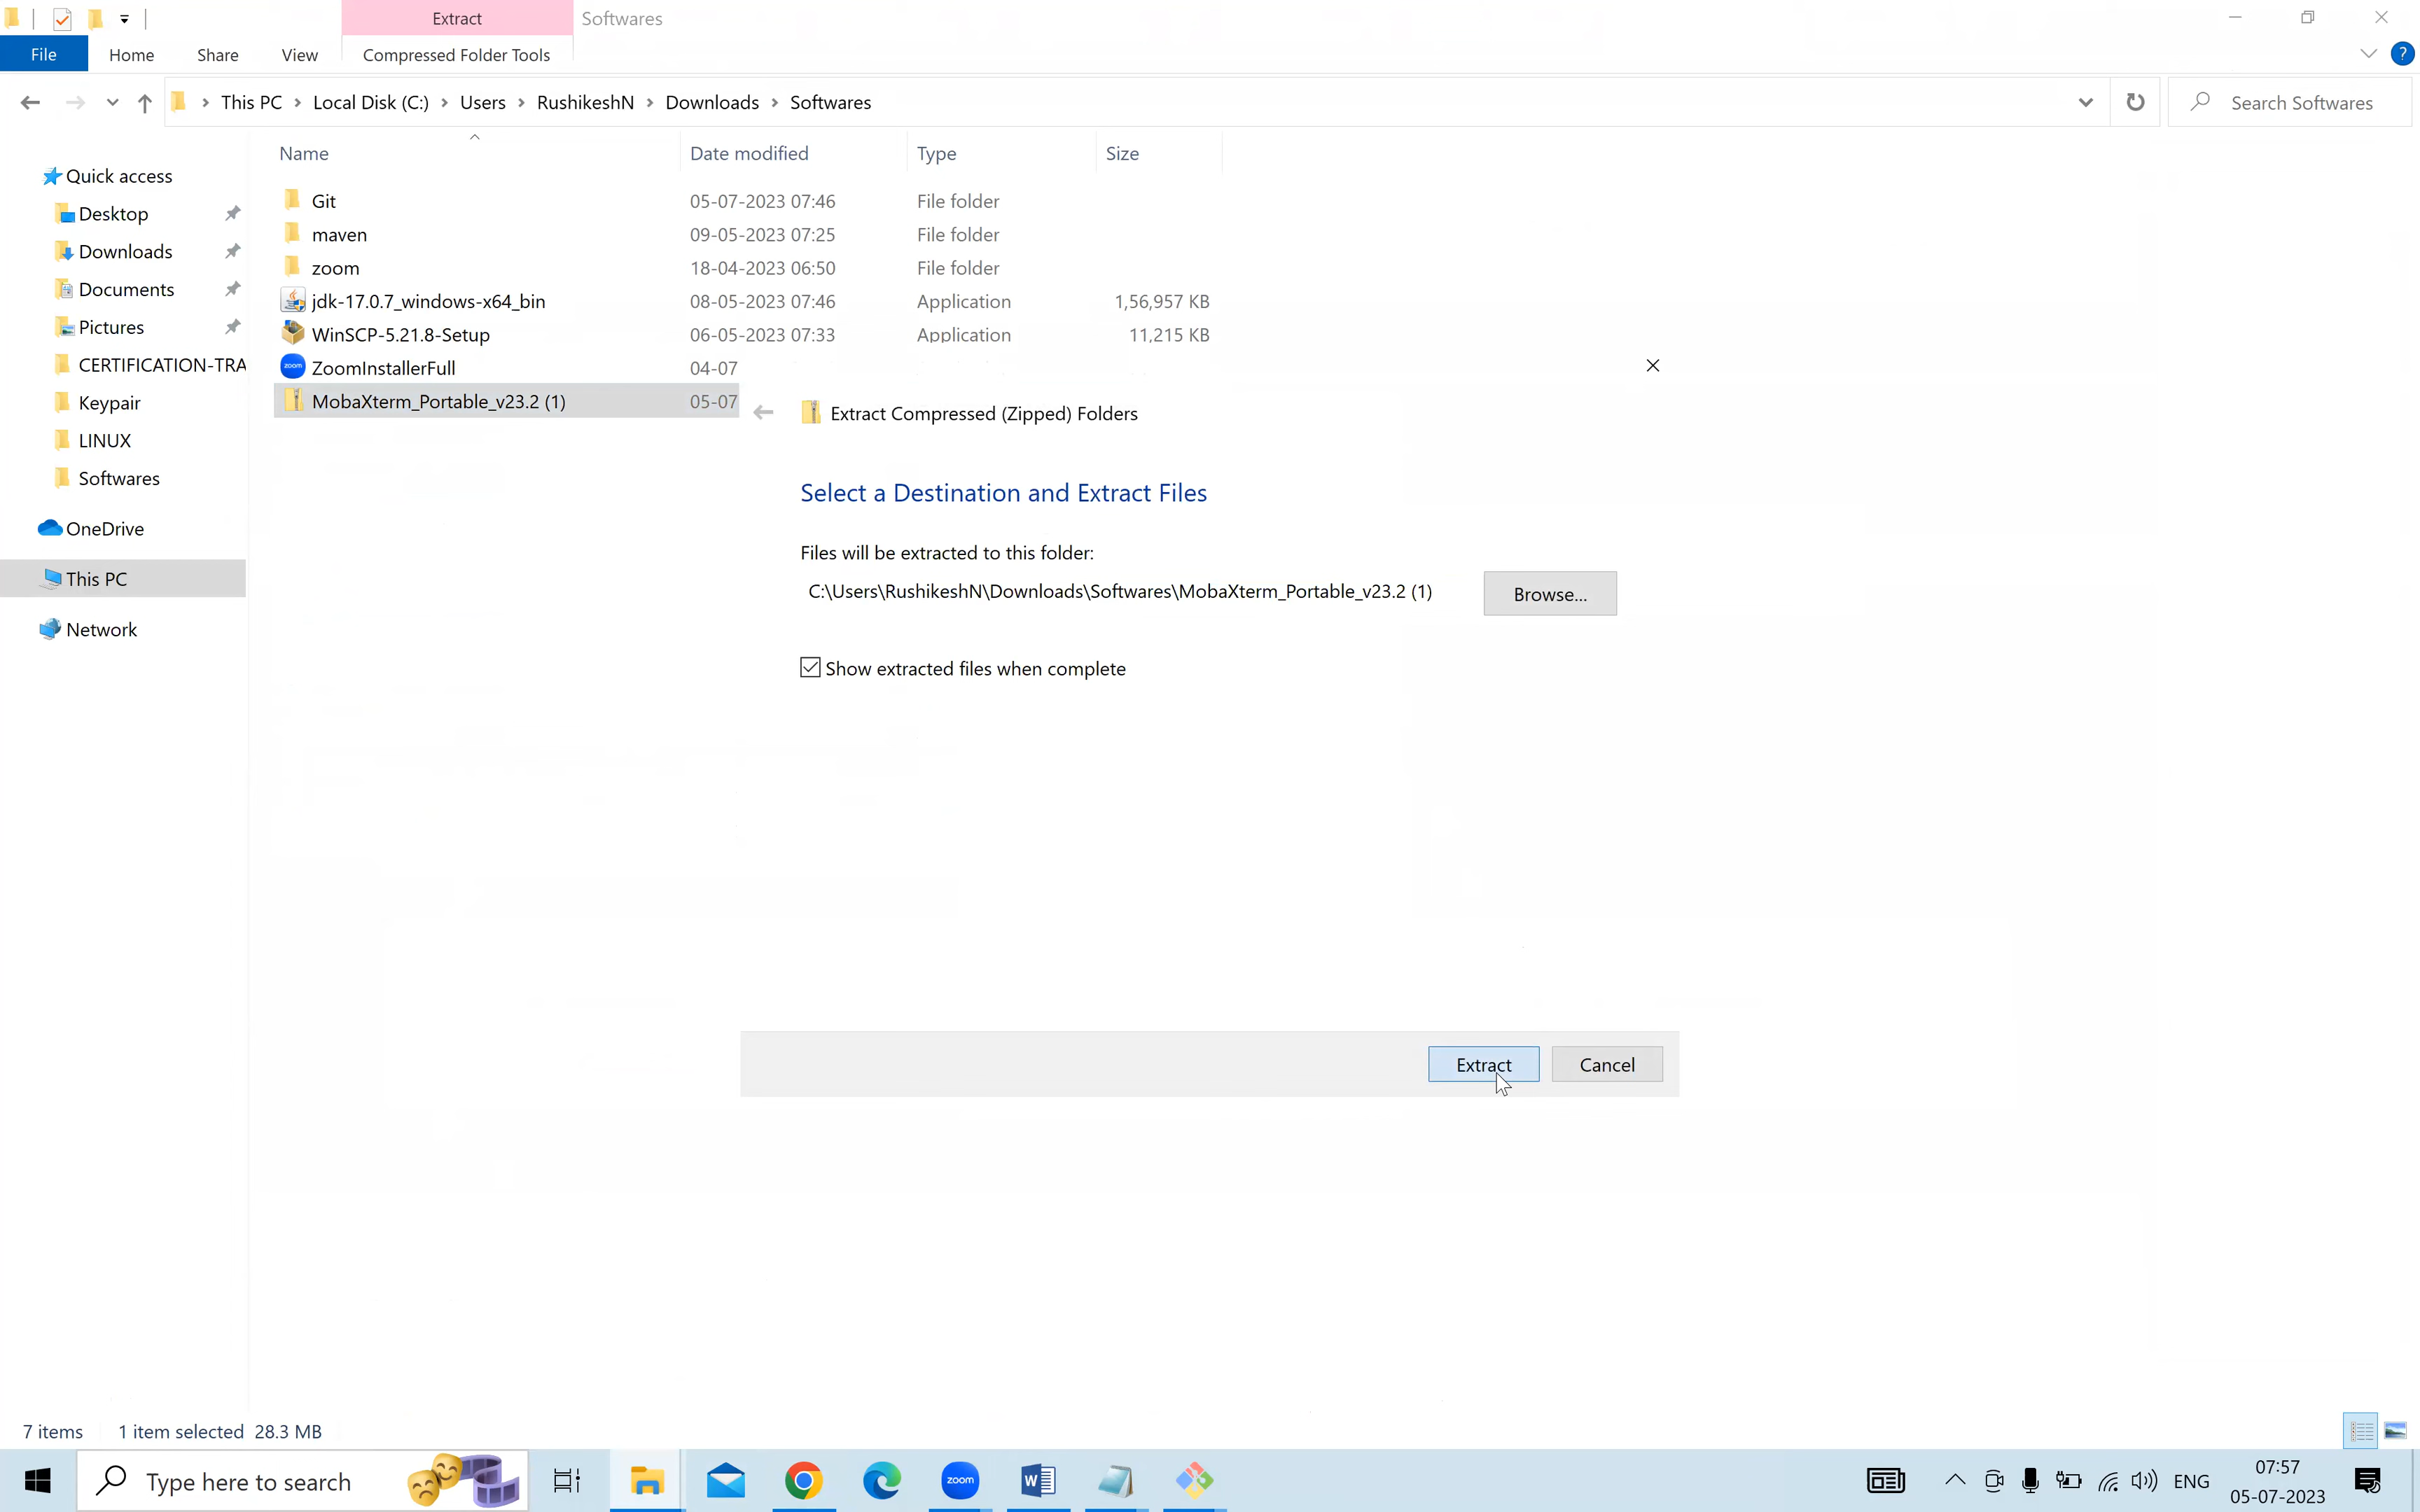 Extract
Softwares
File
Home
Share
View
Compressed Folder Tools
?
This PC
Local Disk (C:)
Users
RushikeshN
Downloads
Softwares
Search Softwares
Name
Date modified
Type
Size
Quick access
Desktop
Downloads
Documents
Pictures
CERTIFICATION-TRA
Keypair
LINUX
Softwares
OneDrive
This PC
Network
Git 05-07-2023 07:46 File folder
maven 09-05-2023 07:25 File folder
zoom 18-04-2023 06:50 File folder
jdk-17.0.7_windows-x64_bin 08-05-2023 07:46 Application 1,56,957 KB
WinSCP-5.21.8-Setup 06-05-2023 07:33 Application 11,215 KB
zoom
ZoomInstallerFull 04-07
MobaXterm_Portable_v23.2 (1) 05-07
Extract Compressed (Zipped) Folders
Select a Destination and Extract Files
Files will be extracted to this folder:
C:\Users\RushikeshN\Downloads\Softwares\MobaXterm_Portable_v23.2 (1)
Browse...
Show extracted files when complete
Extract
Cancel
7 items
1 item selected 28.3 MB
Type here to search
zoom
W
ENG
07:57
05-07-2023